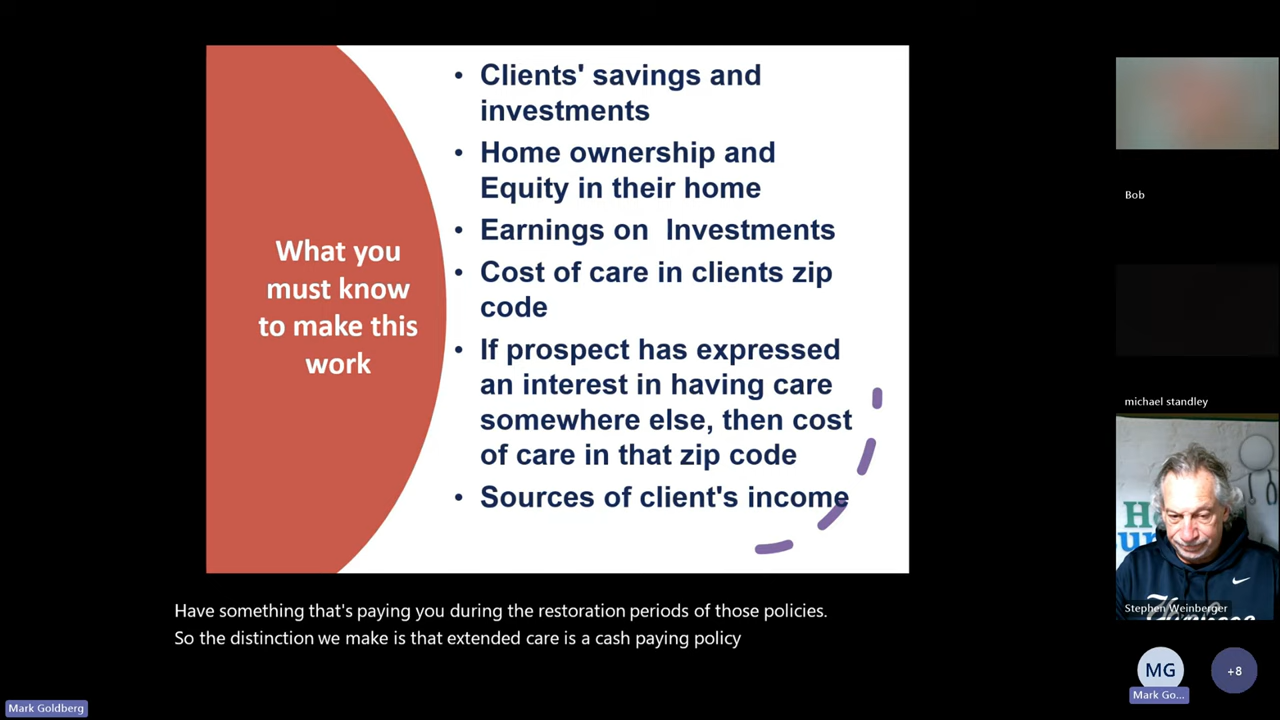 What you
must know
to make this
work
• Clients' savings and
investments
• Home ownership and
Equity in their home
• Earnings on  Investments
• Cost of care in clients zip
code
• If prospect has expressed
an interest in having care
somewhere else, then cost
of care in that zip code
• Sources of client's income
Have something that's paying you during the restoration periods of those policies.
So the distinction we make is that extended care is a cash paying policy
Mark Goldberg
Bob
michael standley
Stephen Weinberger
MG
Mark Go...
+8